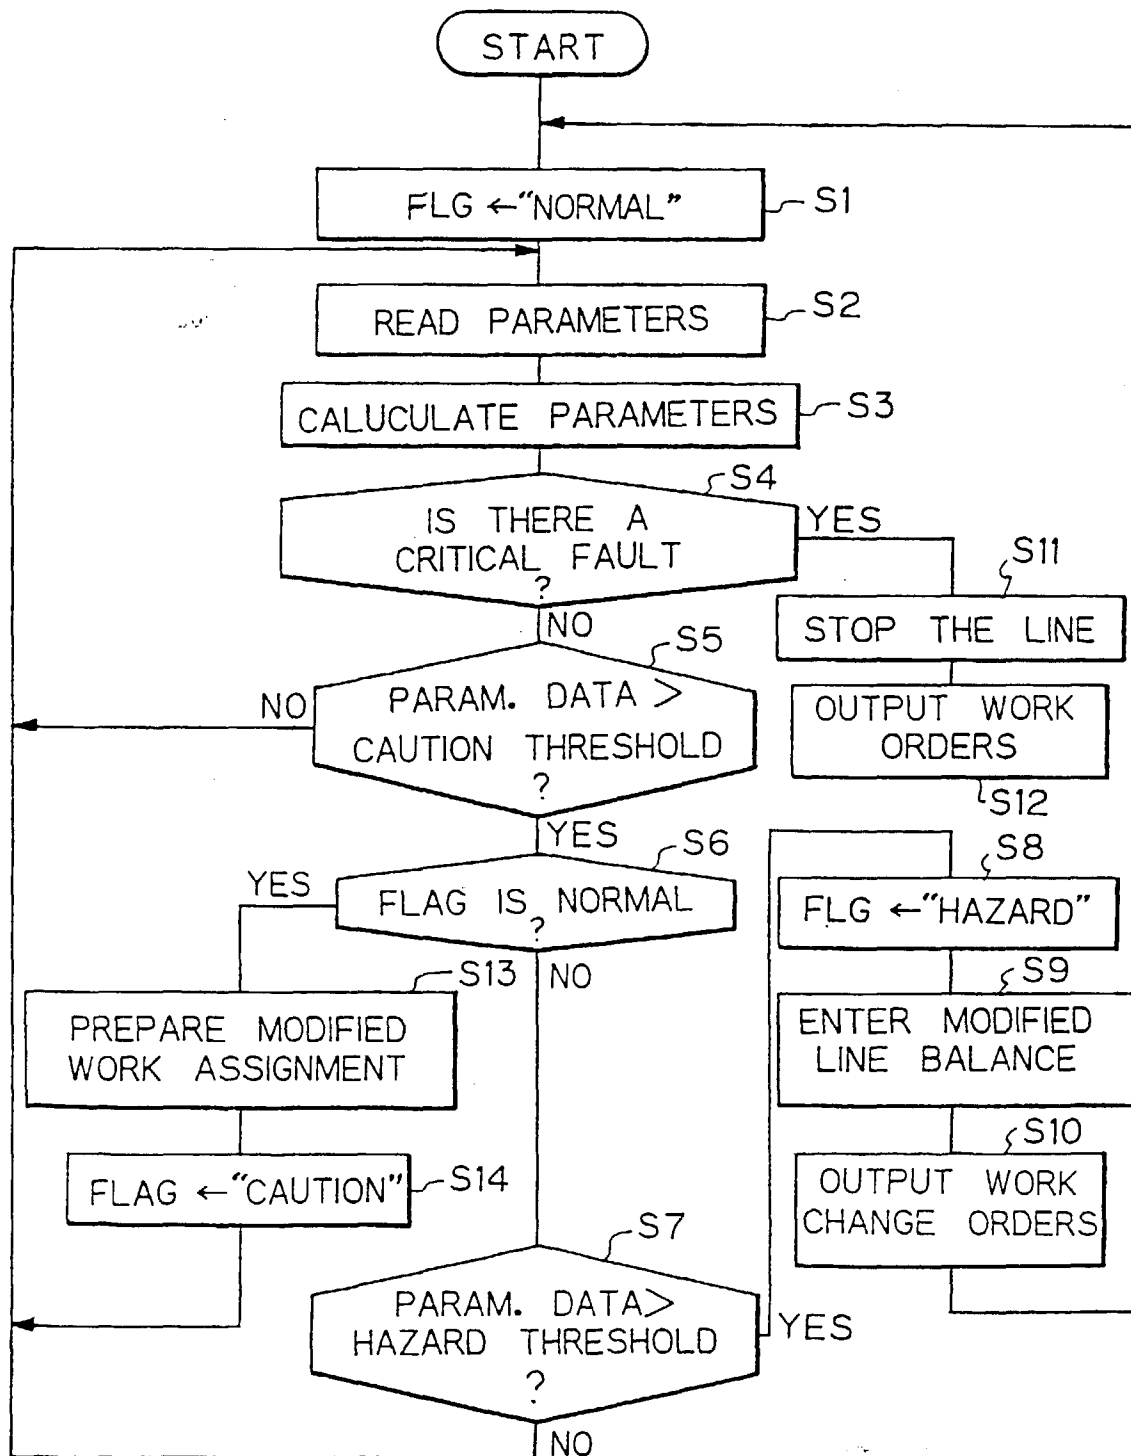 START
FLG ←"NORMAL"
S1
READ PARAMETERS
S2
CALUCULATE PARAMETERS
S3
S4
IS THERE A
CRITICAL FAULT
?
YES
NO
S11
STOP THE LINE
OUTPUT WORK
ORDERS
S12
S5
PARAM. DATA >
CAUTION THRESHOLD
?
NO
YES
S6
FLAG IS NORMAL
?
YES
NO
S13
PREPARE MODIFIED
WORK ASSIGNMENT
FLAG ←"CAUTION"
S14
S7
PARAM. DATA>
HAZARD THRESHOLD
?
YES
NO
S8
FLG ←"HAZARD"
S9
ENTER MODIFIED
LINE BALANCE
S10
OUTPUT WORK
CHANGE ORDERS